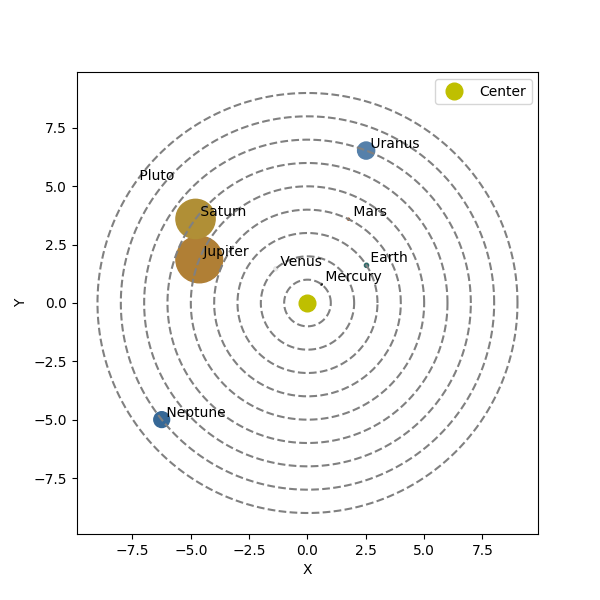 Center
Uranus
Pluto
Saturn
Mars
Jupiter
Earth
Venus
Mercury
Neptune
7.5
5.0
2.5
0.0
−2.5
−5.0
−7.5
Y
−7.5
−5.0
−2.5
0.0
2.5
5.0
7.5
X